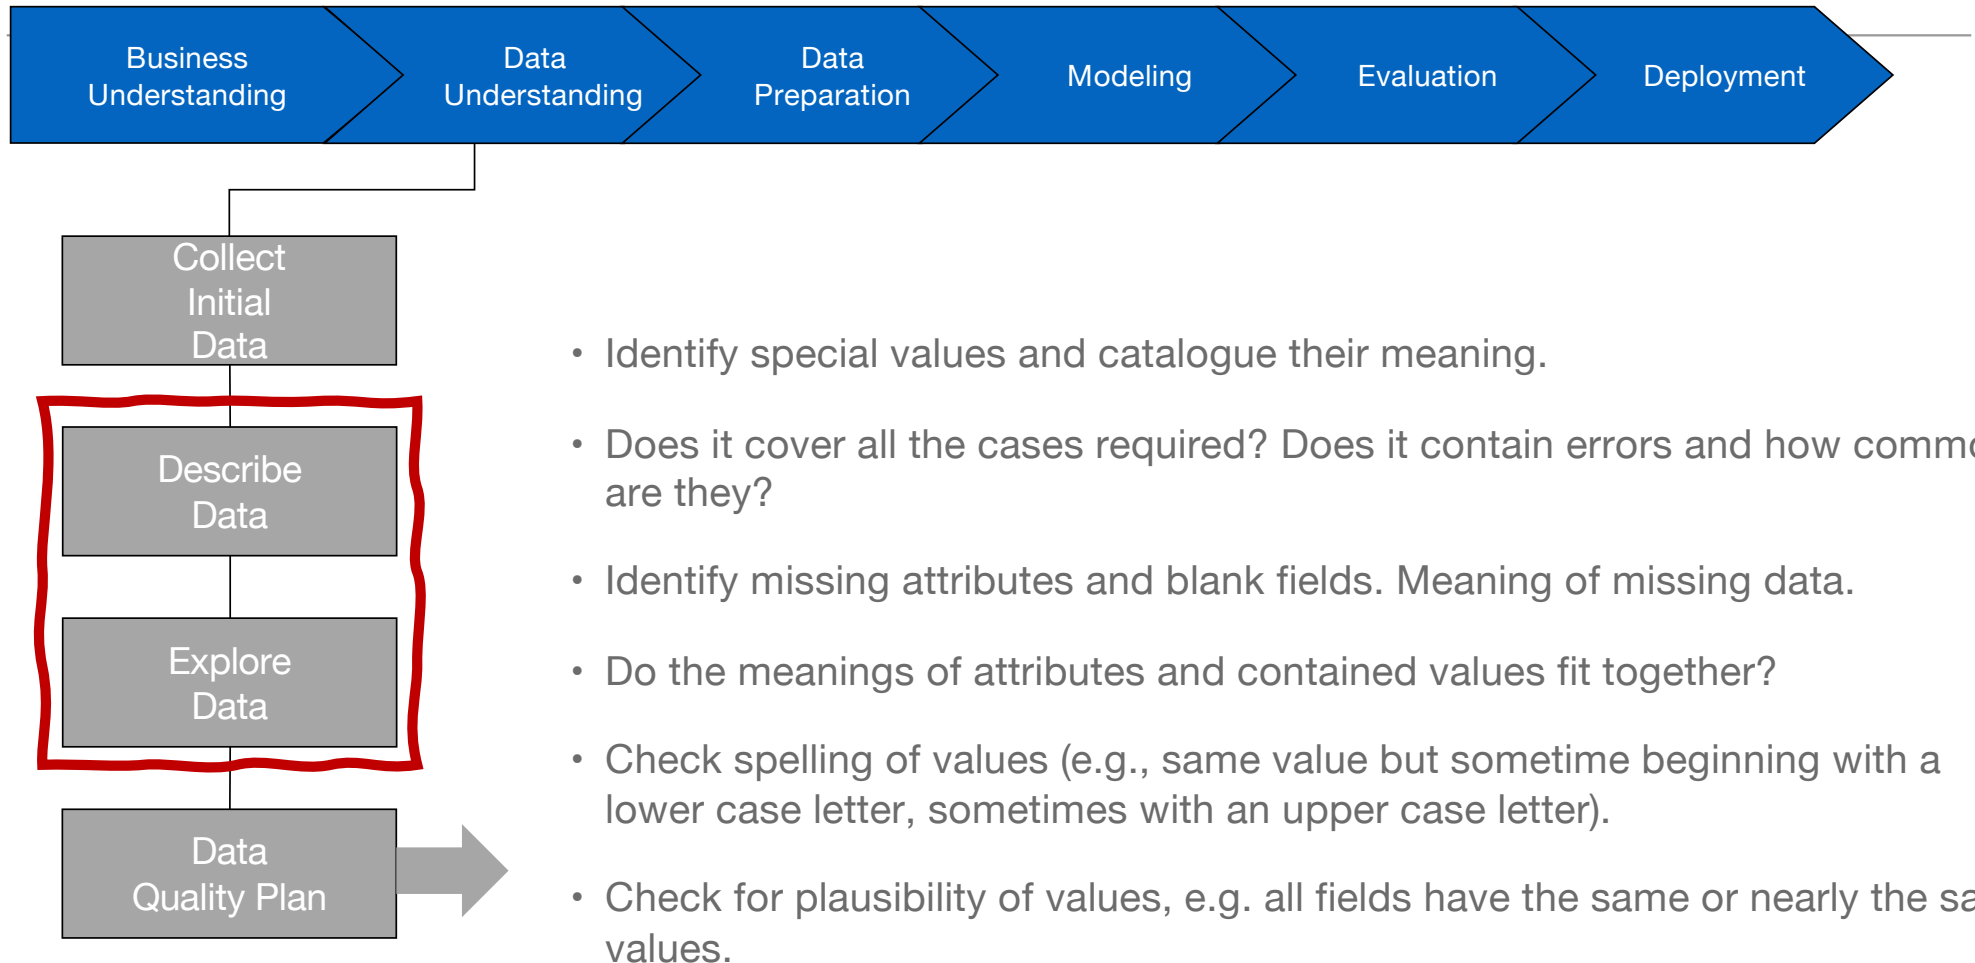 Business
Understanding
Data
Understanding
Data
Preparation
Modeling
Evaluation
Deployment
Collect
Initial
Data
Describe
Data
Explore
Data
Data
Quality Plan
• Identify special values and catalogue their meaning.
• Does it cover all the cases required? Does it contain errors and how commo
are they?
• Identify missing attributes and blank fields. Meaning of missing data.
• Do the meanings of attributes and contained values fit together?
• Check spelling of values (e.g., same value but sometime beginning with a
lower case letter, sometimes with an upper case letter).
• Check for plausibility of values, e.g. all fields have the same or nearly the sa
values.